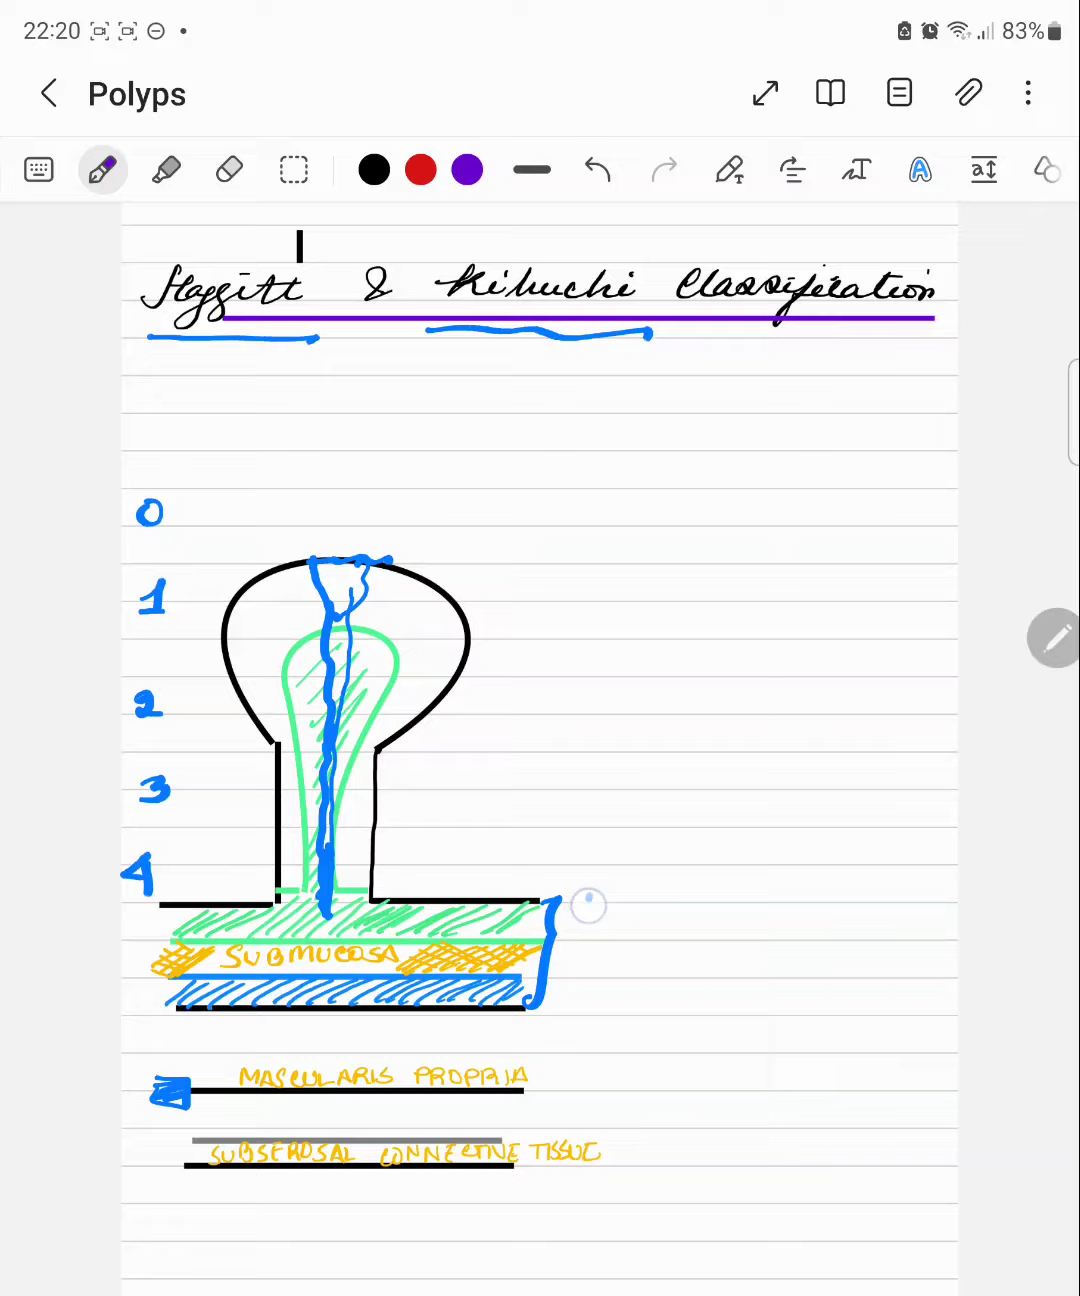 22:20 83%
Polyps
Haggitt & Kikuchi Classification
0
1
2
3
4
SUBMUCOSA
MASCULARIS PROPRIA
SUBSEROSAL CONNECTIVE TISSUE